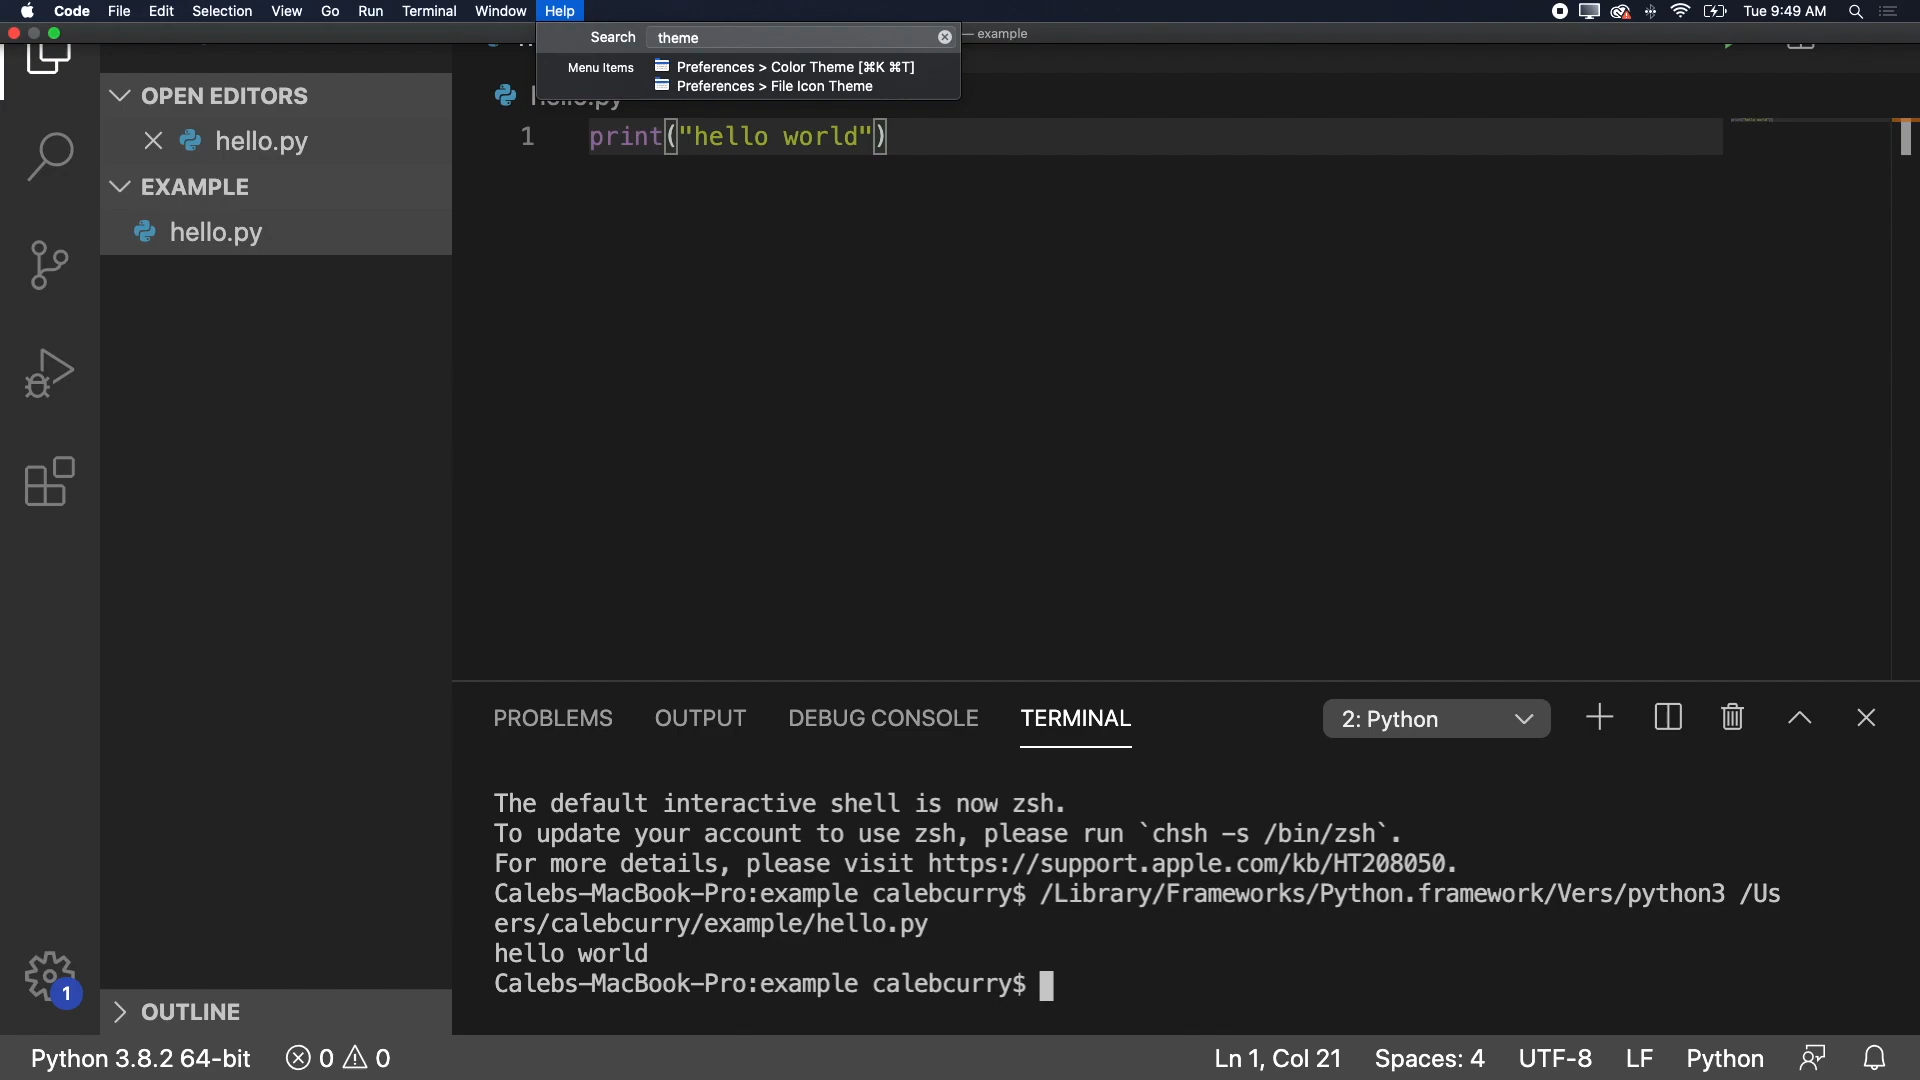 Code File Edit Selection View Go Run Terminal Window Help Tue 9:49 AM
Search theme
— example
Menu Items Preferences > Color Theme [⌘K ⌘T]
Preferences > File Icon Theme
OPEN EDITORS
hello.py
EXAMPLE
hello.py
hello.py
1 print("hello world")
PROBLEMS OUTPUT DEBUG CONSOLE TERMINAL 2: Python
The default interactive shell is now zsh.
To update your account to use zsh, please run `chsh -s /bin/zsh`.
For more details, please visit https://support.apple.com/kb/HT208050.
Calebs-MacBook-Pro:example calebcurry$ /Library/Frameworks/Python.framework/Vers/python3 /Us
ers/calebcurry/example/hello.py
hello world
Calebs-MacBook-Pro:example calebcurry$
1
OUTLINE
Python 3.8.2 64-bit 0 0 Ln 1, Col 21 Spaces: 4 UTF-8 LF Python